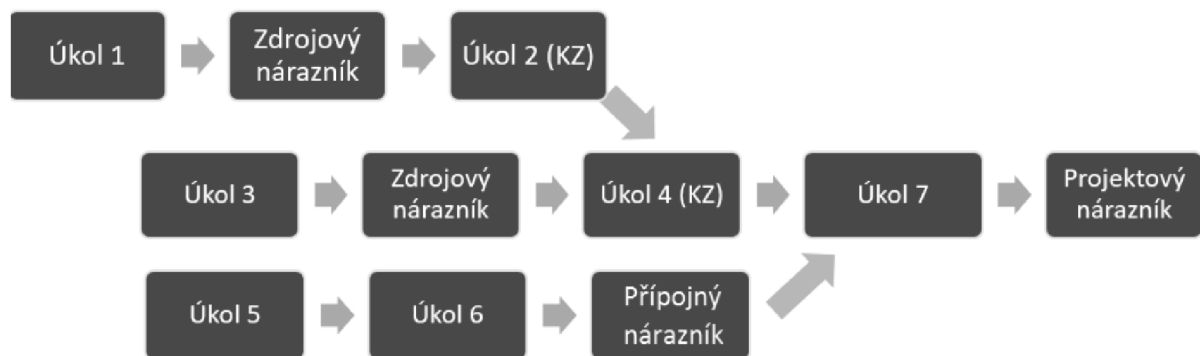 Úkol 1
Zdrojový
nárazník
Úkol 2 (KZ)
Úkol 3
Zdrojový
nárazník
Úkol 4 (KZ)
Úkol 7
Projektový
nárazník
Úkol 5
Úkol 6
Přípojný
nárazník